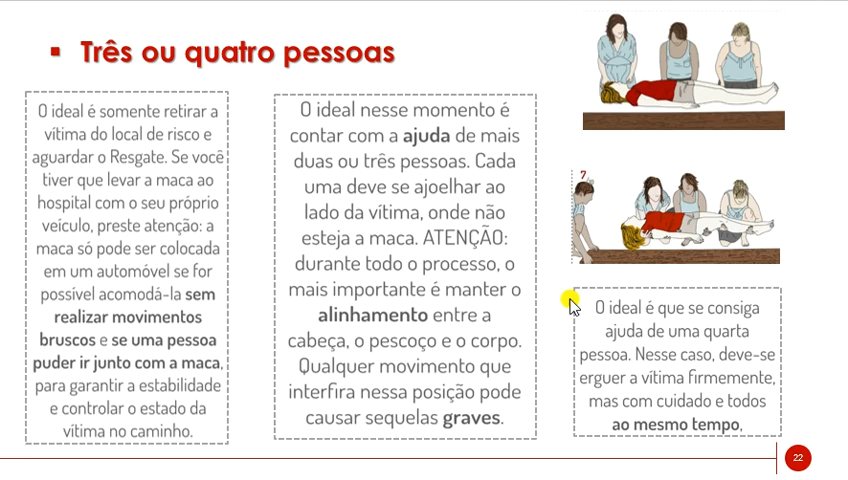 ▪ Três ou quatro pessoas
O ideal é somente retirar a
vítima do local de risco e
aguardar o Resgate. Se você
tiver que levar a maca ao
hospital com o seu próprio
veículo, preste atenção: a
maca só pode ser colocada
em um automóvel se for
possível acomodá-la sem
realizar movimentos
bruscos e se uma pessoa
puder ir junto com a maca,
para garantir a estabilidade
e controlar o estado da
vítima no caminho.
O ideal nesse momento é
contar com a ajuda de mais
duas ou três pessoas. Cada
uma deve se ajoelhar ao
lado da vítima, onde não
esteja a maca. ATENÇÃO:
durante todo o processo, o
mais importante é manter o
alinhamento entre a
cabeça, o pescoço e o corpo.
Qualquer movimento que
interfira nessa posição pode
causar sequelas graves.
7
O ideal é que se consiga
ajuda de uma quarta
pessoa. Nesse caso, deve-se
erguer a vítima firmemente,
mas com cuidado e todos
ao mesmo tempo,
22